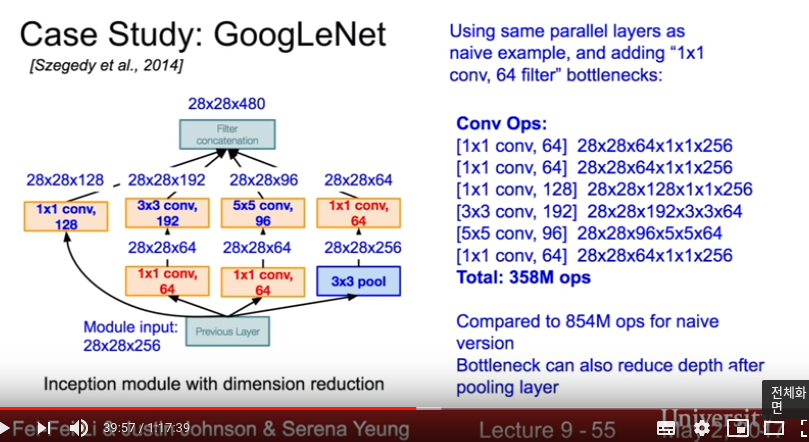 Case Study: GoogLeNet
[Szegedy et al., 2014]
28x28x480
Filter
concatenation
28x28x128 28x28x192 28x28x96 28x28x64
1x1 conv,
128
3x3 conv,
192
5x5 conv,
96
1x1 conv,
64
28x28x64 28x28x64 28x28x256
1x1 conv,
64
1x1 conv,
64
3x3 pool
Module input:
28x28x256
Previous Layer
Inception module with dimension reduction
Using same parallel layers as
naive example, and adding “1x1
conv, 64 filter” bottlenecks:
Conv Ops:
[1x1 conv, 64] 28x28x64x1x1x256
[1x1 conv, 64] 28x28x64x1x1x256
[1x1 conv, 128] 28x28x128x1x1x256
[3x3 conv, 192] 28x28x192x3x3x64
[5x5 conv, 96] 28x28x96x5x5x64
[1x1 conv, 64] 28x28x64x1x1x256
Total: 358M ops
Compared to 854M ops for naive
version
Bottleneck can also reduce depth after
pooling layer
전체화
면
39:57 / 1:17:39
& Justin Johnson & Serena Yeung
Lecture 9 - 55